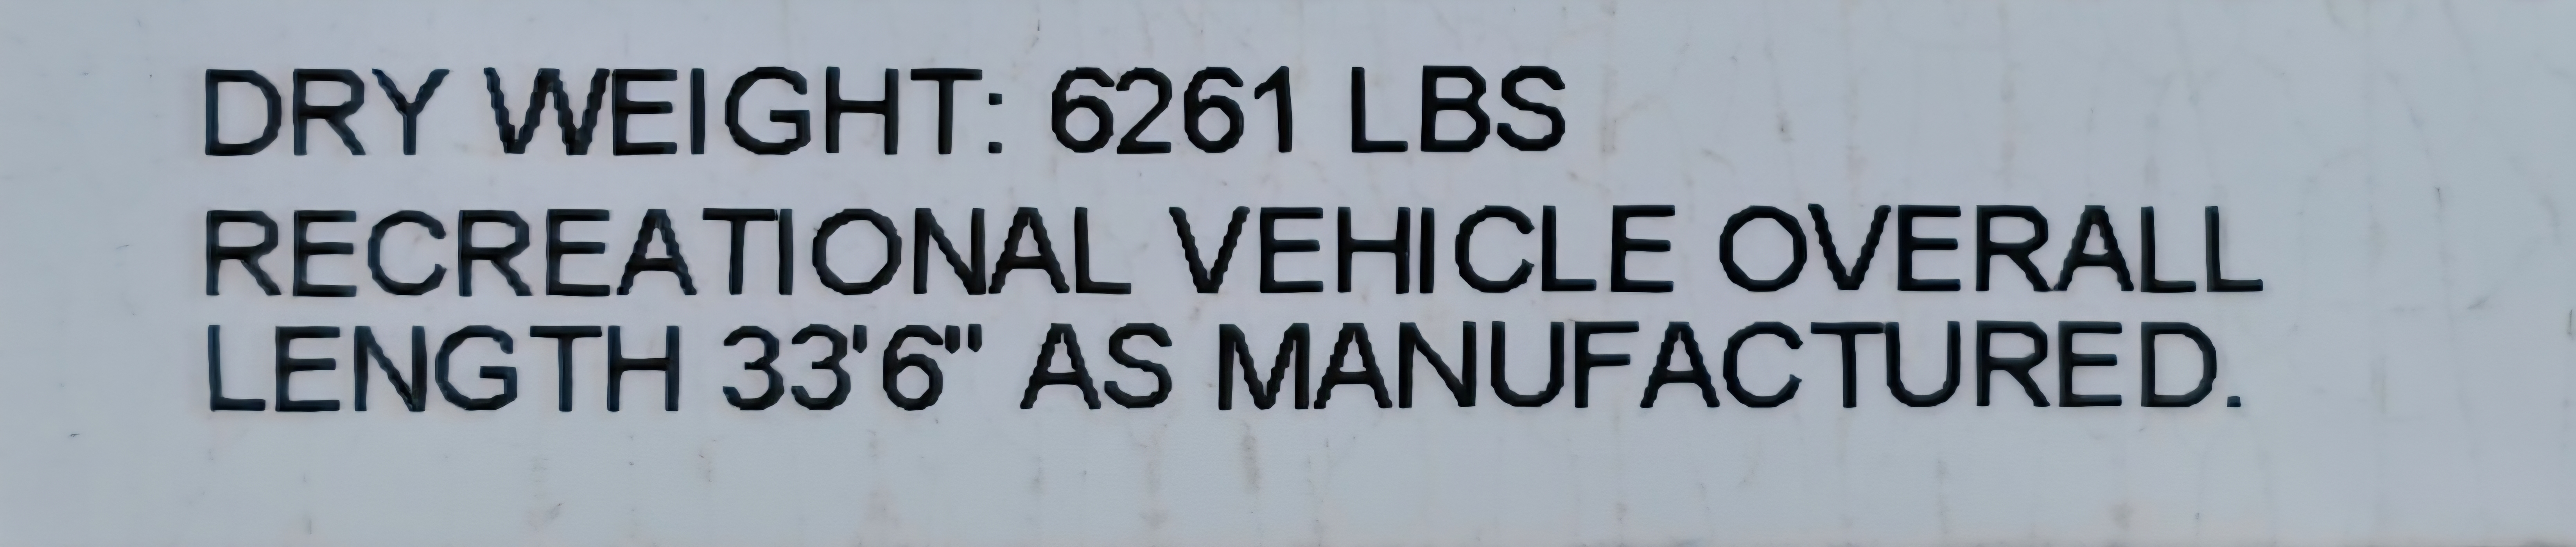 DRY WEIGHT: 6261 LBS
RECREATIONAL VEHICLE OVERALL
LENGTH 33'6" AS MANUFACTURED.